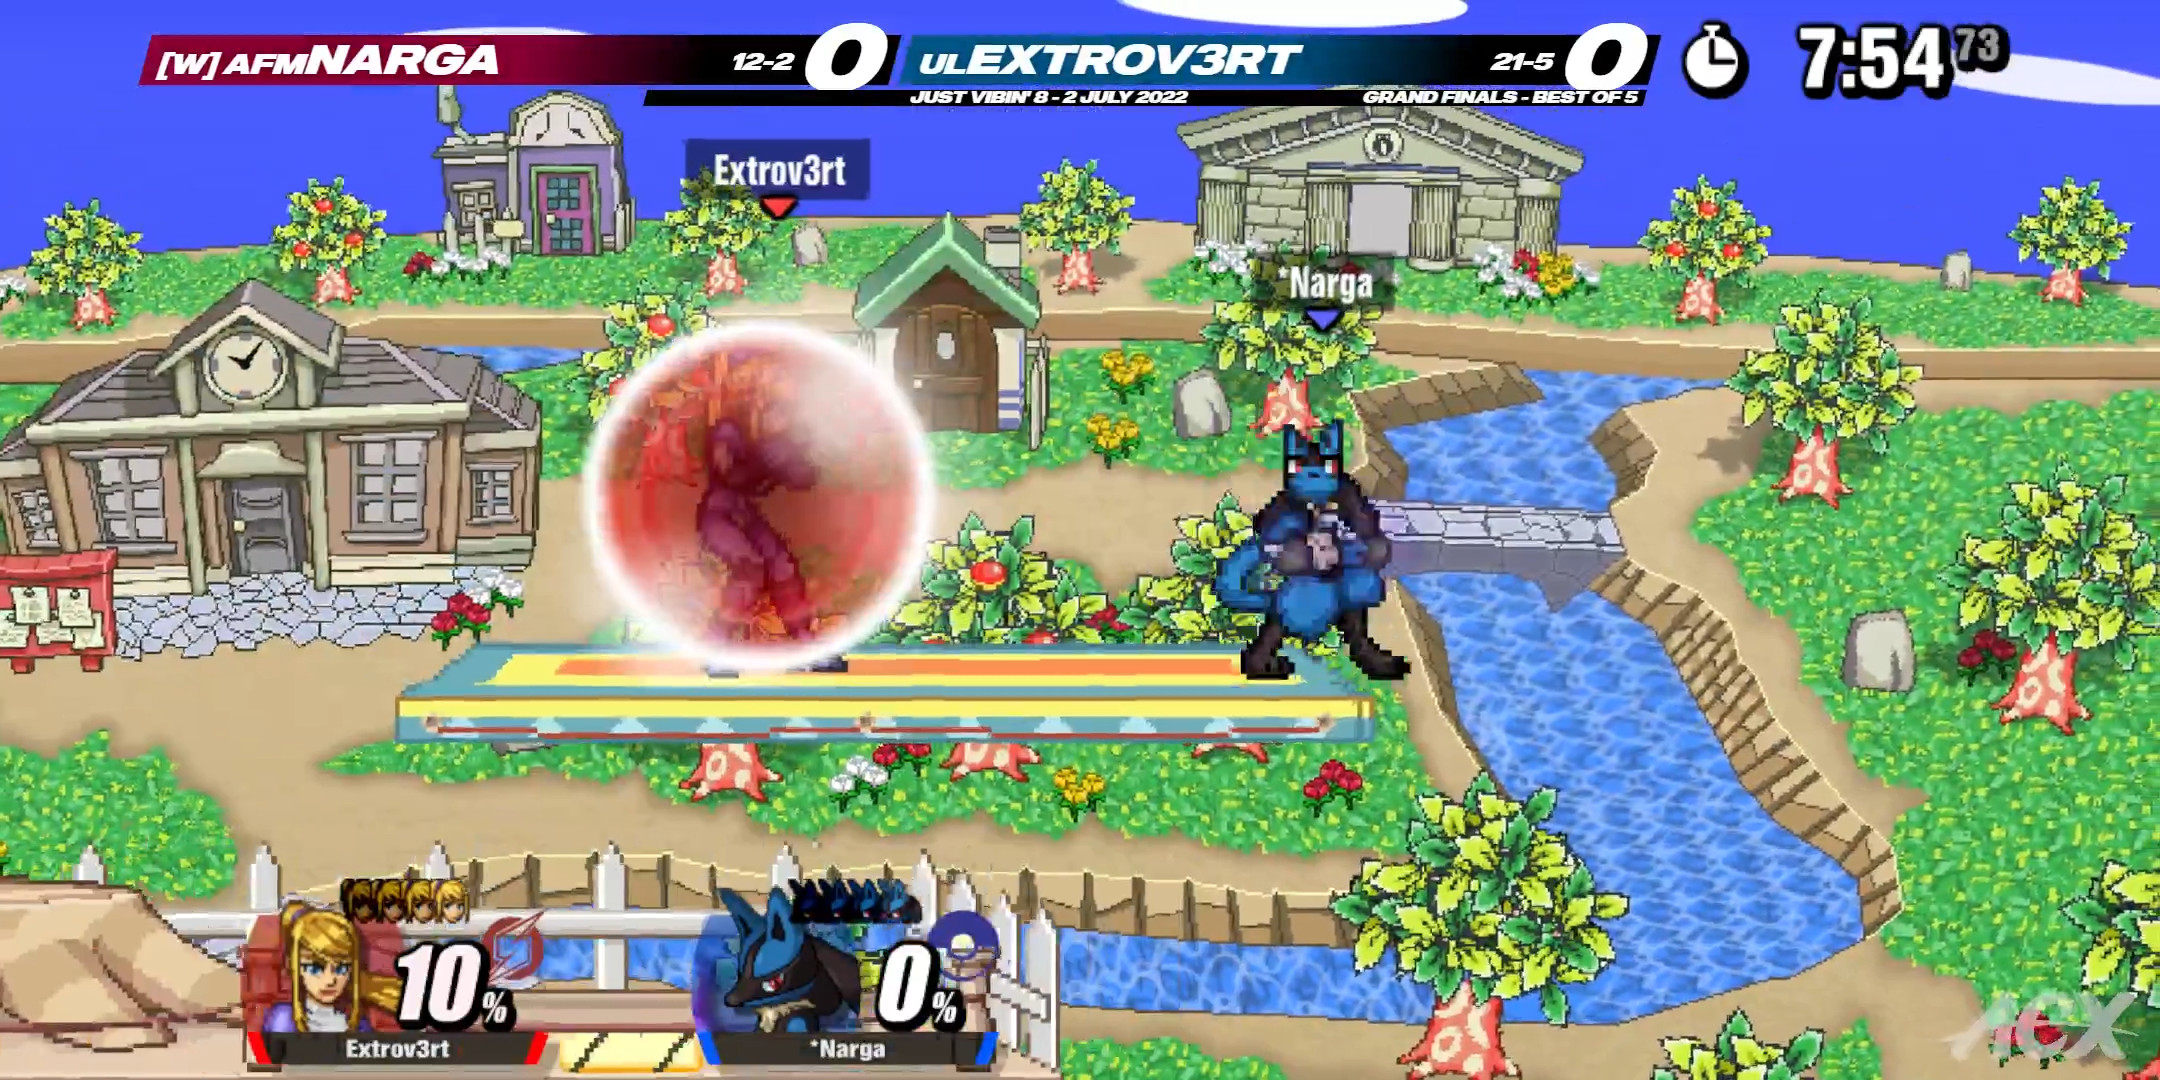 [W] AFMNARGA 12-2 0 ULEXTROV3RT 21-5 0 7:54 73
JUST VIBIN' 8 - 2 JULY 2022 GRAND FINALS - BEST OF 5
Extrov3rt
*Narga
10% 0%
Extrov3rt *Narga
ACX